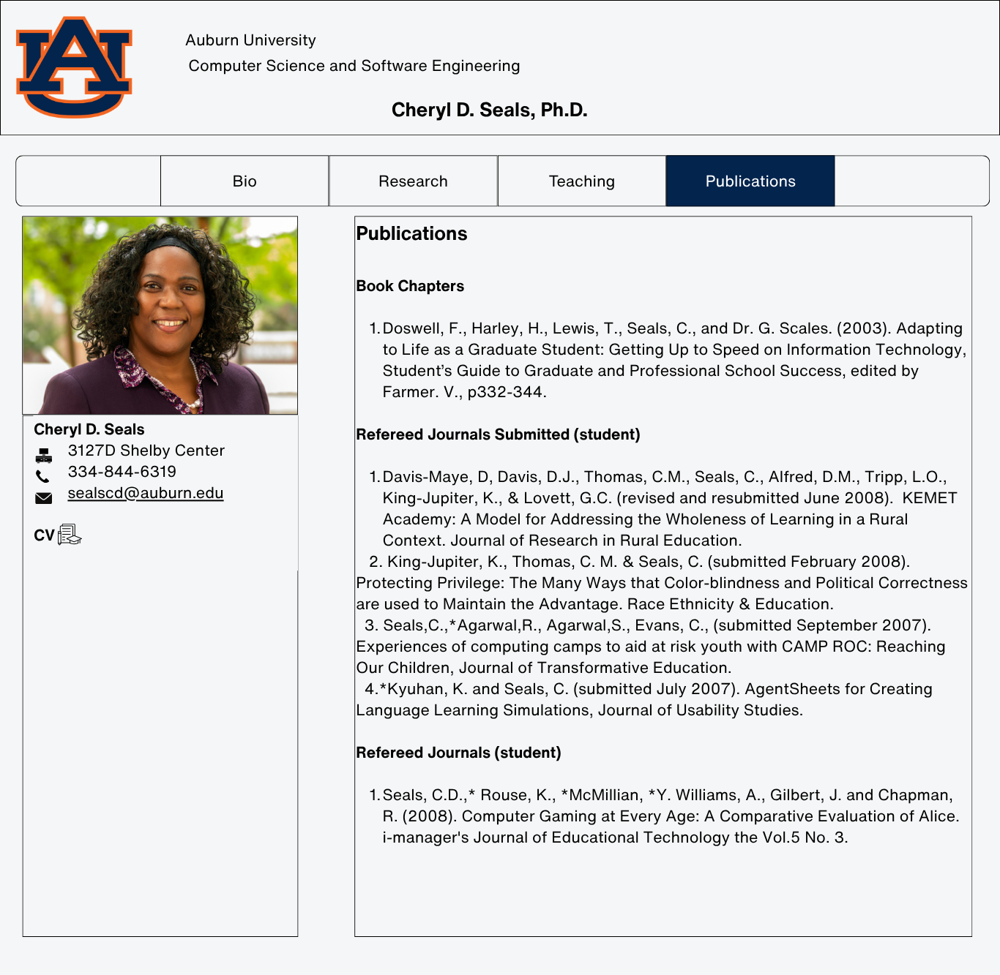 AU
Auburn University
Computer Science and Software Engineering
Cheryl D. Seals, Ph.D.
Bio
Research
Teaching
Publications
Cheryl D. Seals
3127D Shelby Center
334-844-6319
sealscd@auburn.edu
CV
Publications
Book Chapters
1. Doswell, F., Harley, H., Lewis, T., Seals, C., and Dr. G. Scales. (2003). Adapting
to Life as a Graduate Student: Getting Up to Speed on Information Technology,
Student’s Guide to Graduate and Professional School Success, edited by
Farmer. V., p332-344.
Refereed Journals Submitted (student)
1. Davis-Maye, D, Davis, D.J., Thomas, C.M., Seals, C., Alfred, D.M., Tripp, L.O.,
King-Jupiter, K., & Lovett, G.C. (revised and resubmitted June 2008).  KEMET
Academy: A Model for Addressing the Wholeness of Learning in a Rural
Context. Journal of Research in Rural Education.
2. King-Jupiter, K., Thomas, C. M. & Seals, C. (submitted February 2008).
Protecting Privilege: The Many Ways that Color-blindness and Political Correctness
are used to Maintain the Advantage. Race Ethnicity & Education.
3. Seals,C.,*Agarwal,R., Agarwal,S., Evans, C., (submitted September 2007).
Experiences of computing camps to aid at risk youth with CAMP ROC: Reaching
Our Children, Journal of Transformative Education.
4.*Kyuhan, K. and Seals, C. (submitted July 2007). AgentSheets for Creating
Language Learning Simulations, Journal of Usability Studies.
Refereed Journals (student)
1. Seals, C.D.,* Rouse, K., *McMillian, *Y. Williams, A., Gilbert, J. and Chapman,
R. (2008). Computer Gaming at Every Age: A Comparative Evaluation of Alice.
i-manager's Journal of Educational Technology the Vol.5 No. 3.